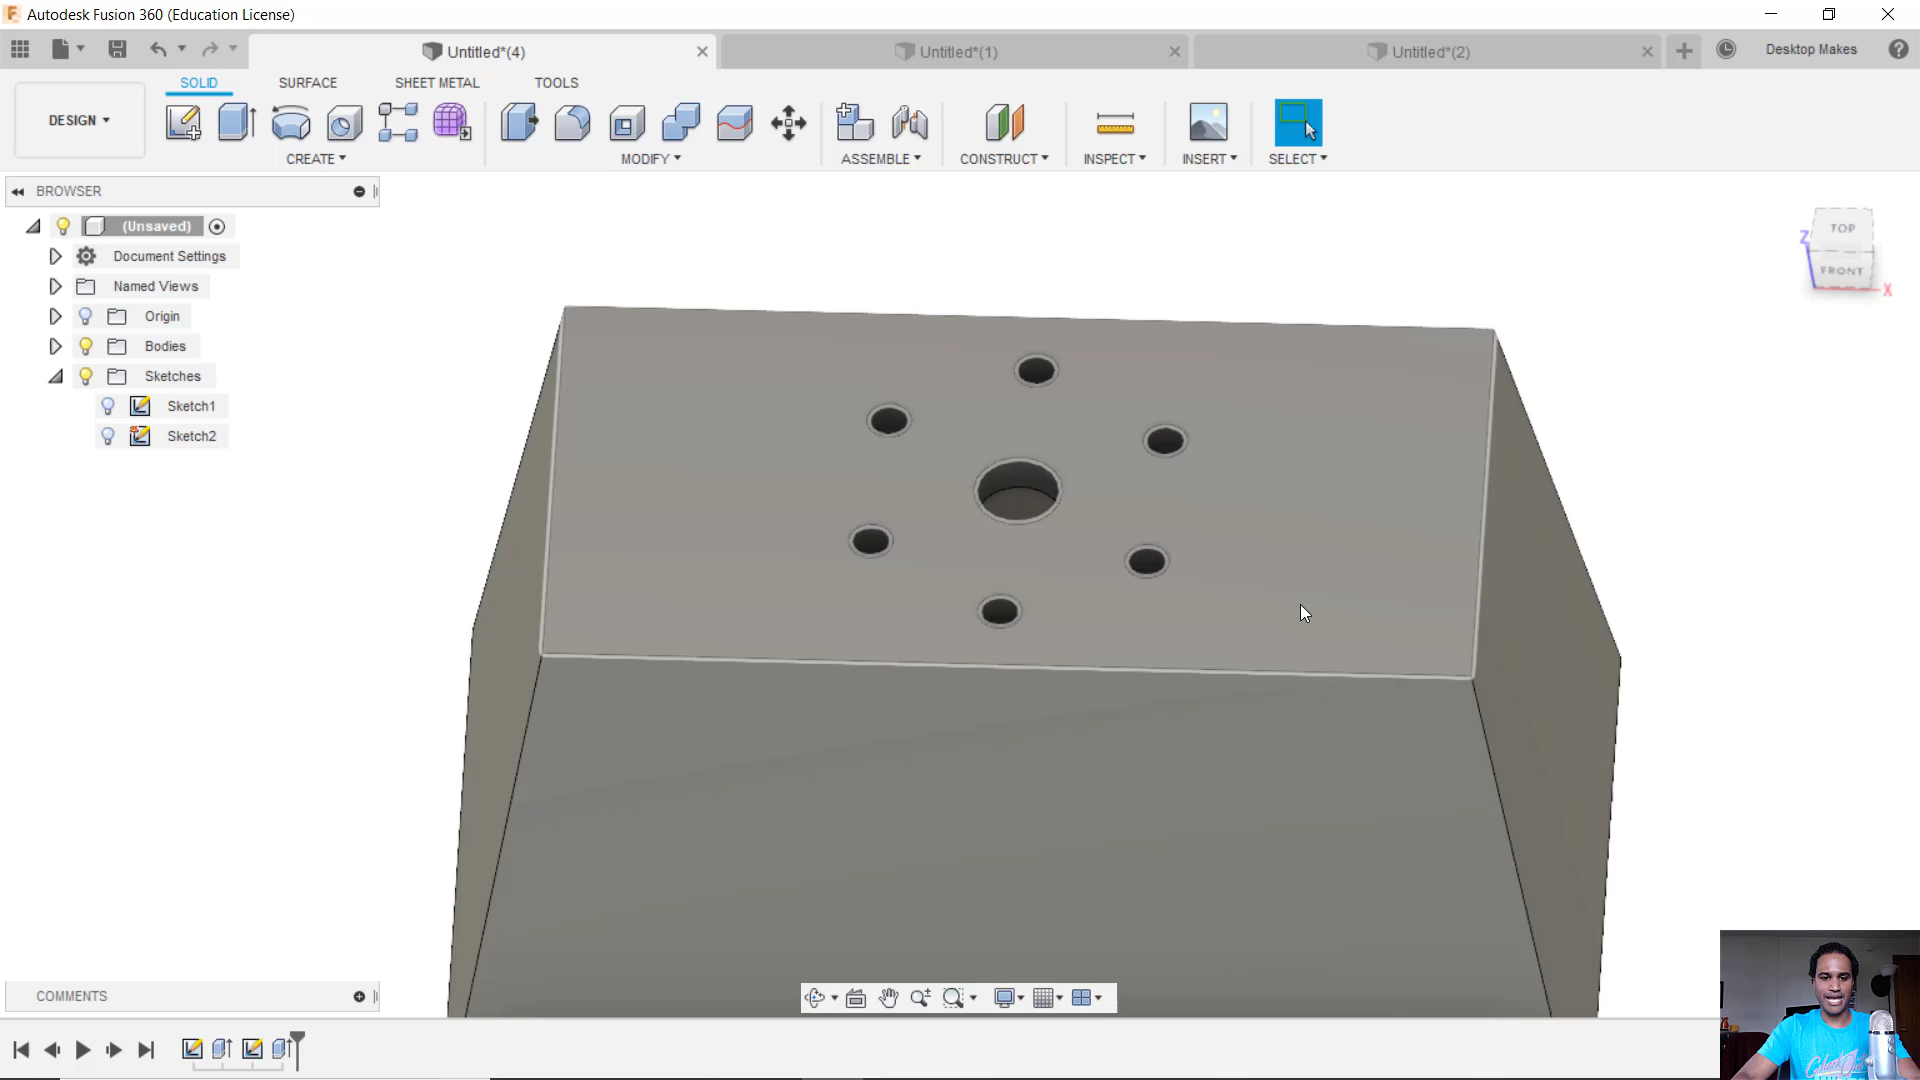 Autodesk Fusion 360 (Education License)
Untitled*(4)
Untitled*(1)
Untitled*(2)
Desktop Makes
DESIGN
SOLID
SURFACE
SHEET METAL
TOOLS
CREATE
MODIFY
ASSEMBLE
CONSTRUCT
INSPECT
INSERT
SELECT
BROWSER
(Unsaved)
Document Settings
Named Views
Origin
Bodies
Sketches
Sketch1
Sketch2
TOP
FRONT
Z
X
COMMENTS